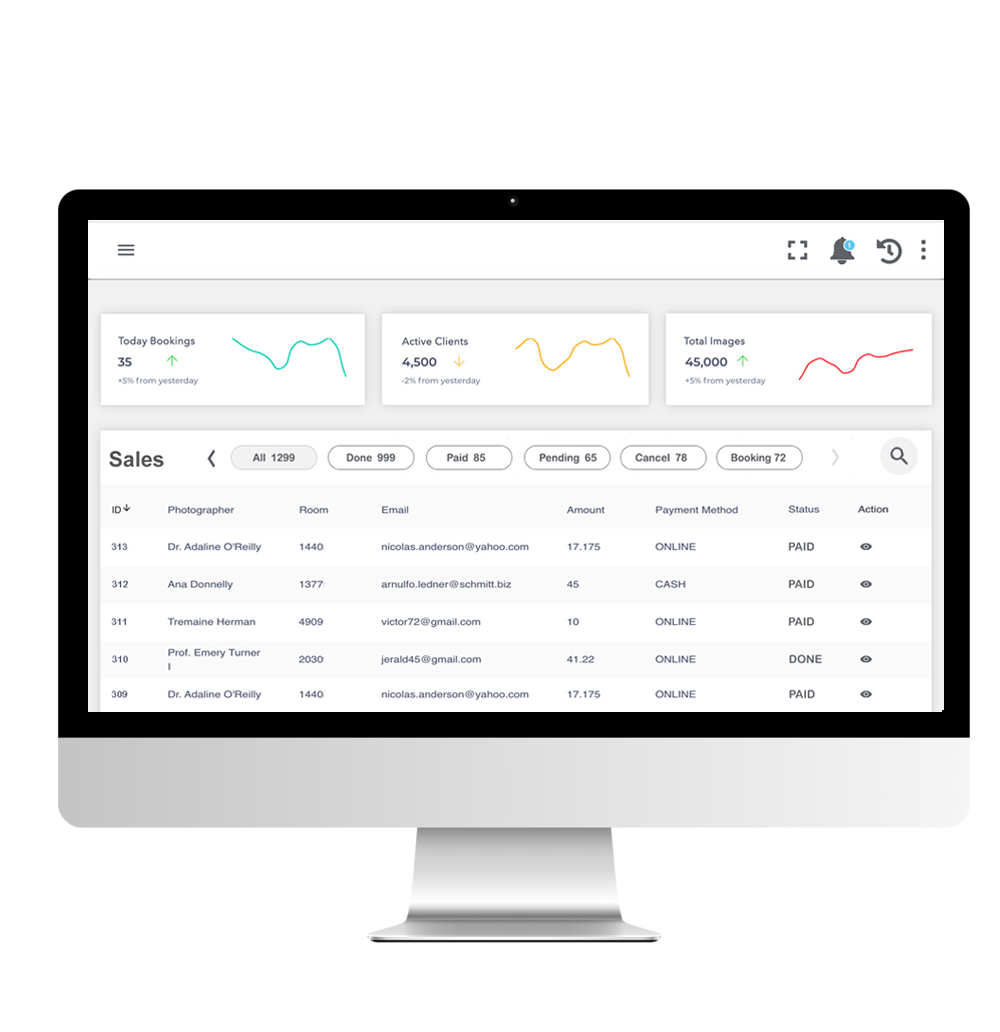 1
Today Bookings
35
+5% from yesterday
Active Clients
4,500
-2% from yesterday
Total Images
45,000
+5% from yesterday
Sales
All 1299
Done 999
Paid 85
Pending 65
Cancel 78
Booking 72
ID Photographer Room Email Amount Payment Method Status Action
313 Dr. Adaline O'Reilly 1440 nicolas.anderson@yahoo.com 17.175 ONLINE PAID
312 Ana Donnelly 1377 arnulfo.ledner@schmitt.biz 45 CASH PAID
311 Tremaine Herman 4909 victor72@gmail.com 10 ONLINE PAID
310 Prof. Emery Turner I 2030 jerald45@gmail.com 41.22 ONLINE DONE
309 Dr. Adaline O'Reilly 1440 nicolas.anderson@yahoo.com 17.175 ONLINE PAID